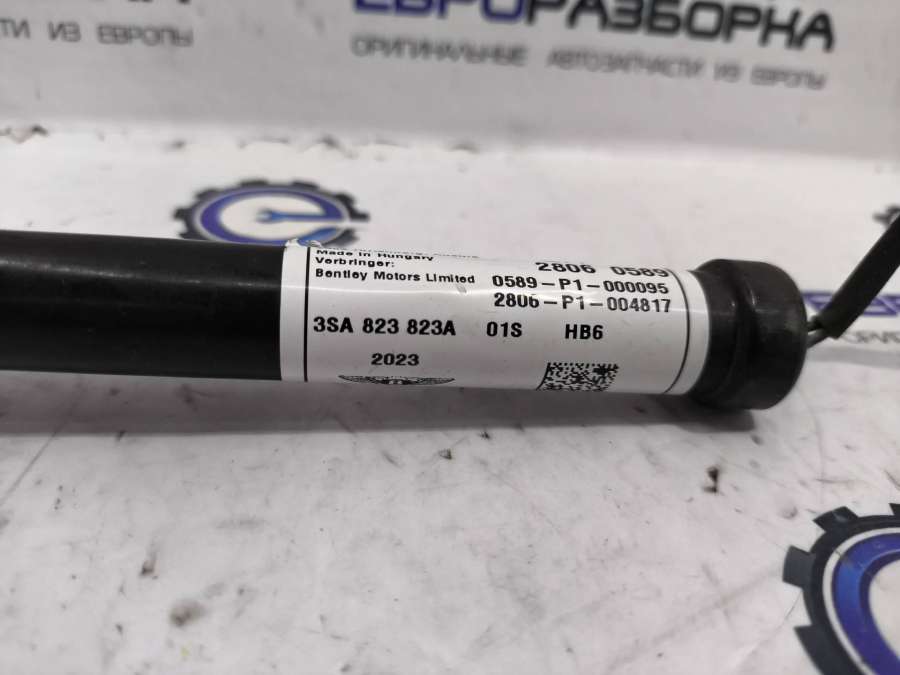 ЕВРОРАЗБОРКА
ИЗ ЕВРОПЫ
ОРИГИНАЛЬНЫЕ АВТОЗАПЧАСТИ ИЗ ЕВРОПЫ
Made in Hungary
Verbringer:
Bentley Motors Limited
2806 0589
0589-P1-000095
2806-P1-004817
3SA 823 823A 01S HB6
2023